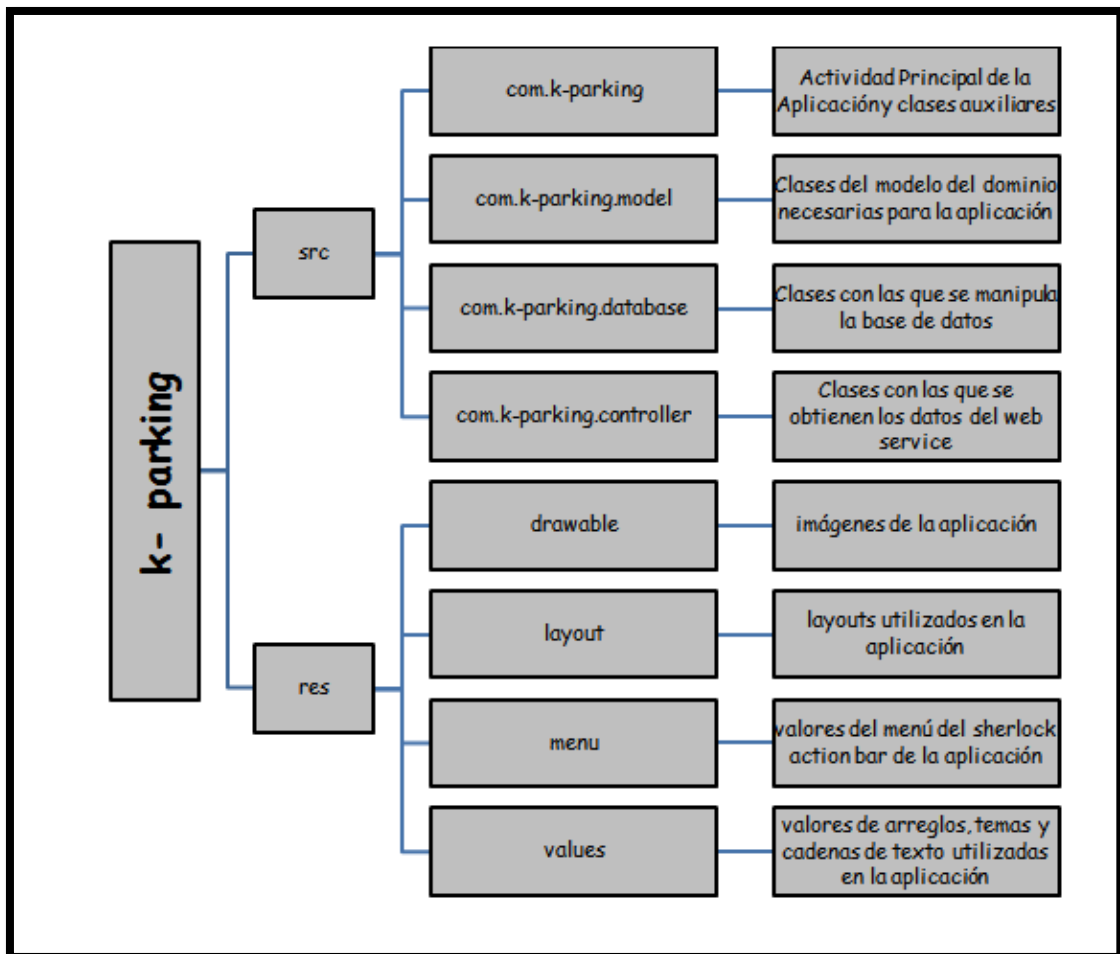 k- parking
src
com.k-parking
Actividad Principal de la
Aplicacióny clases auxiliares
com.k-parking.model
Clases del modelo del dominio
necesarias para la aplicación
com.k-parking.database
Clases con las que se manipula
la base de datos
com.k-parking.controller
Clases con las que se
obtienen los datos del web
service
res
drawable
imágenes de la aplicación
layout
layouts utilizados en la
aplicación
menu
valores del menú del sherlock
action bar de la aplicación
values
valores de arreglos, temas y
cadenas de texto utilizadas
en la aplicación